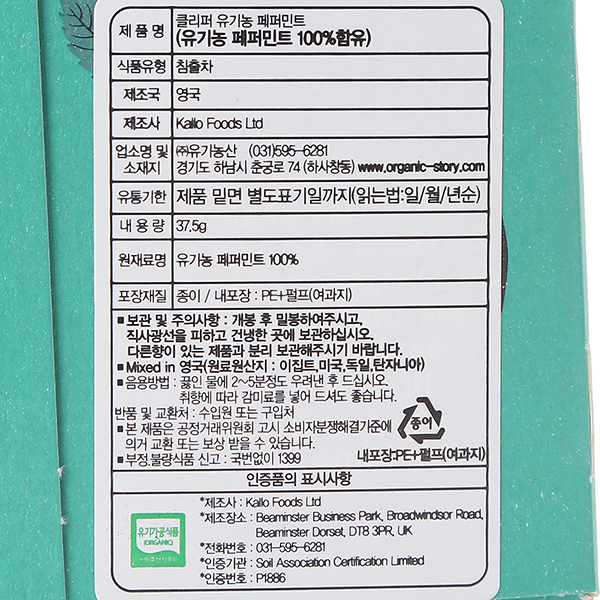 제 품 명 클리퍼 유기농 페퍼민트
(유기농 페퍼민트 100%함유)
식품유형 침출차
제조국 영국
제조사 Kallo Foods Ltd
업소명 및 ㈜유기농산 (031)595-6281
소재지 경기도 하남시 춘궁로 74 (하사창동) www.organic-story.com
유통기한 제품 밑면 별도표기일까지(읽는법:일/월/년순)
내 용 량 37.5g
원재료명 유기농 페퍼민트 100%
포장재질 종이 / 내포장 : PE+펄프(여과지)
■ 보관 및 주의사항 : 개봉 후 밀봉하여주시고,
직사광선을 피하고 건냉한 곳에 보관하십시오.
다른향이 있는 제품과 분리 보관해주시기 바랍니다.
■ Mixed in 영국(원료원산지 : 이집트,미국,독일,탄자니아)
■ 음용방법 : 끓인 물에 2~5분정도 우려낸 후 드십시오.
취향에 따라 감미료를 넣어 드셔도 좋습니다.
반품 및 교환처 : 수입원 또는 구입처
■ 본 제품은 공정거래위원회 고시 소비자분쟁해결기준에
의거 교환 또는 보상 받을 수 있습니다.
■ 부정,불량식품 신고 : 국번없이 1399
종이
내포장:PE+펄프(여과지)
인증품의 표시사항
유기가공식품
(ORGANIC)
*제조사 : Kallo Foods Ltd
*제조장소 : Beaminster Business Park, Broadwindsor Road,
Beaminster Dorset, DT8 3PR, UK
*전화번호 : 031-595-6281
*인증기관 : Soil Association Certification Limited
*인증번호 : P1886